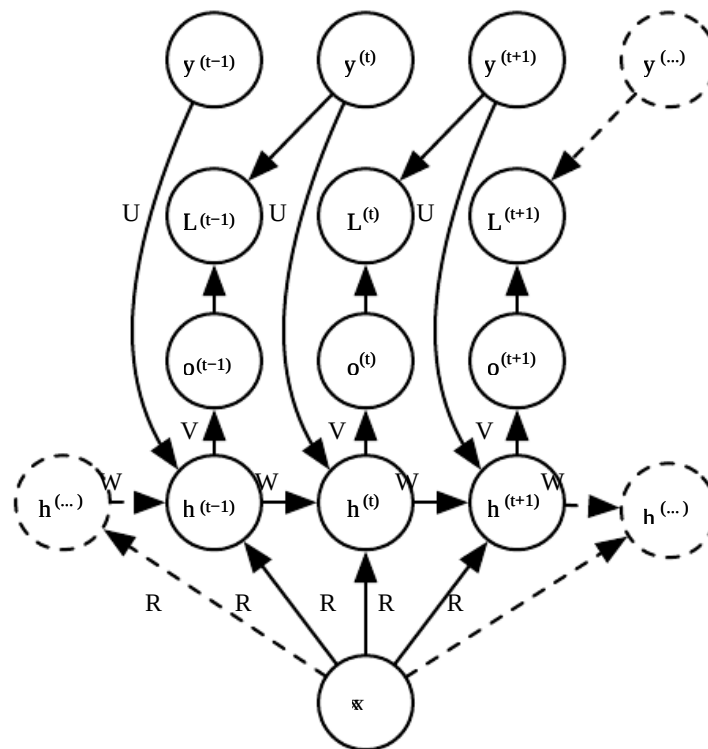 y(t−1) y(t) y(t+1) y(...)
U L(t−1) U L(t) U L(t+1)
o(t−1) o(t) o(t+1)
V V V
W W W W
h(...) h(t−1) h(t) h(t+1) h(...)
R R R R R
x